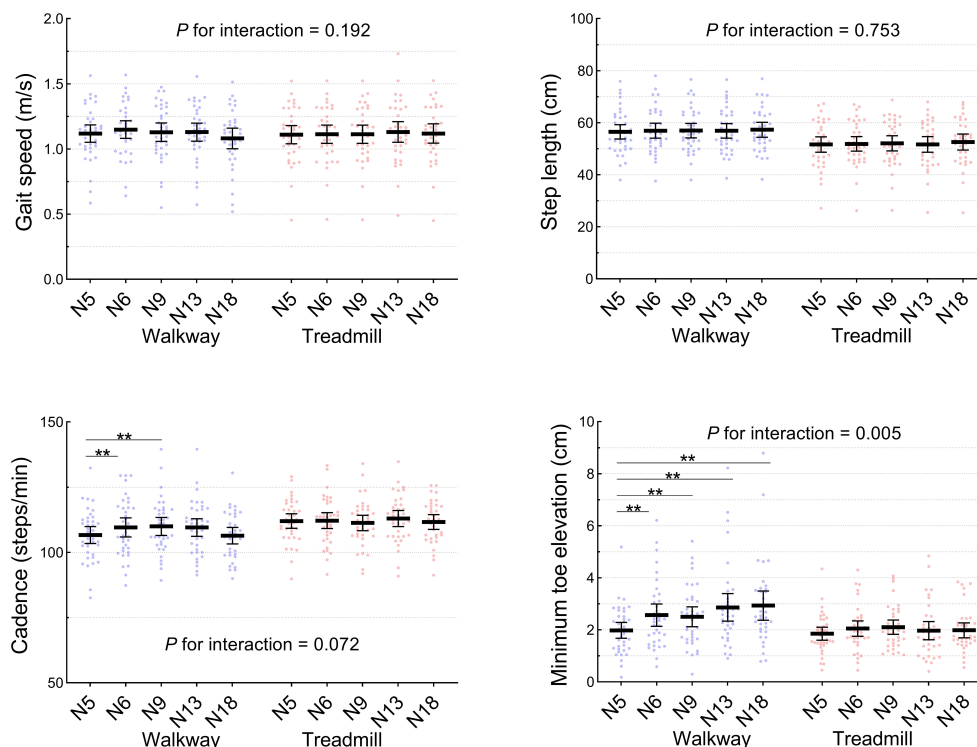 P for interaction = 0.192
Gait speed (m/s)
2.0
1.5
1.0
0.5
0.0
N5 N6 N9 N13 N18 N5 N6 N9 N13 N18
Walkway Treadmill
P for interaction = 0.753
Step length (cm)
100
80
60
40
20
0
N5 N6 N9 N13 N18 N5 N6 N9 N13 N18
Walkway Treadmill
Cadence (steps/min)
150
100
50
**
**
P for interaction = 0.072
N5 N6 N9 N13 N18 N5 N6 N9 N13 N18
Walkway Treadmill
P for interaction = 0.005
Minimum toe elevation (cm)
10
8
6
4
2
0
**
**
**
**
N5 N6 N9 N13 N18 N5 N6 N9 N13 N18
Walkway Treadmill